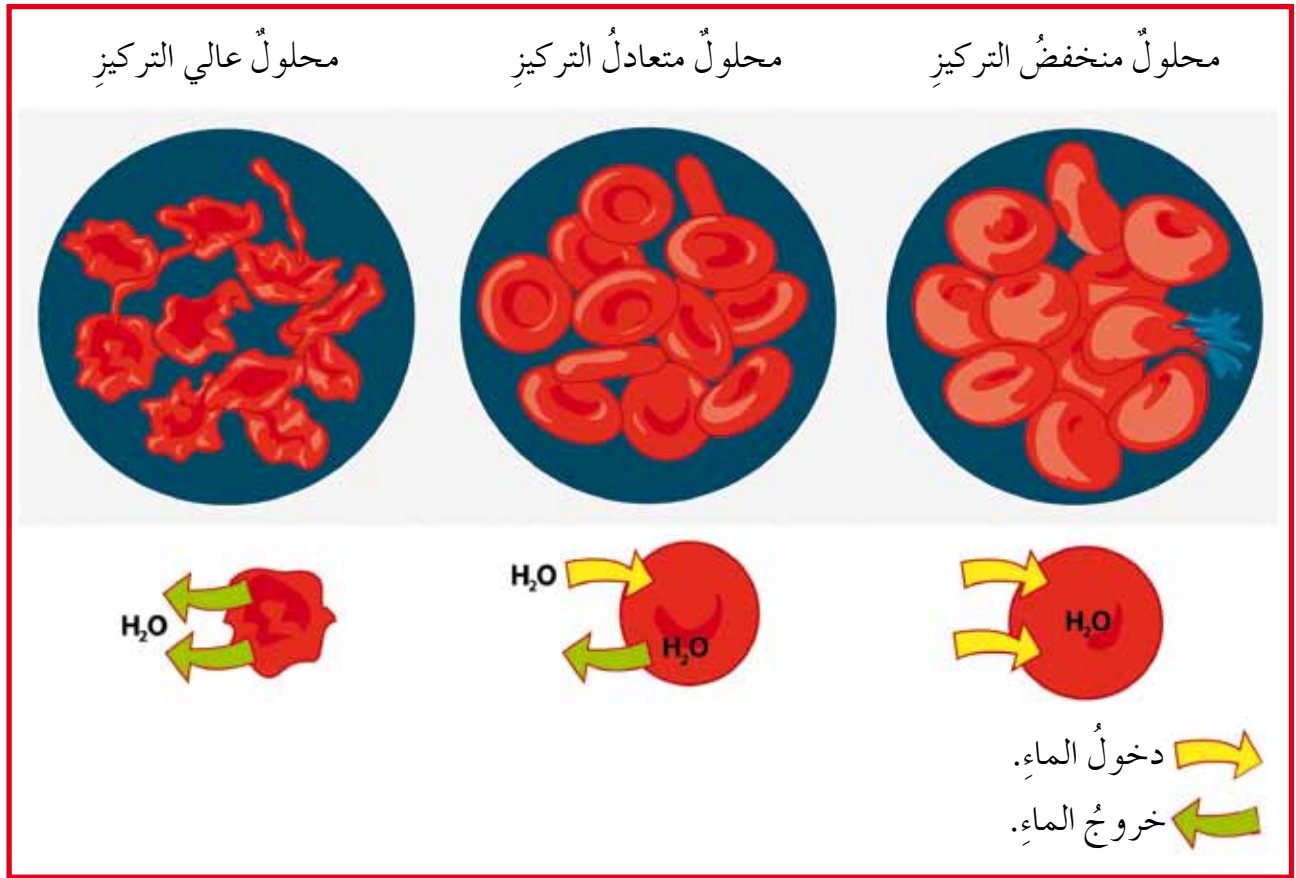 محلولٌ منخفضُ التركيزِ
محلولٌ متعادلُ التركيزِ
محلولٌ عالي التركيزِ
H₂O
H₂O
H₂O
H₂O
دخولُ الماءِ.
خروجُ الماءِ.